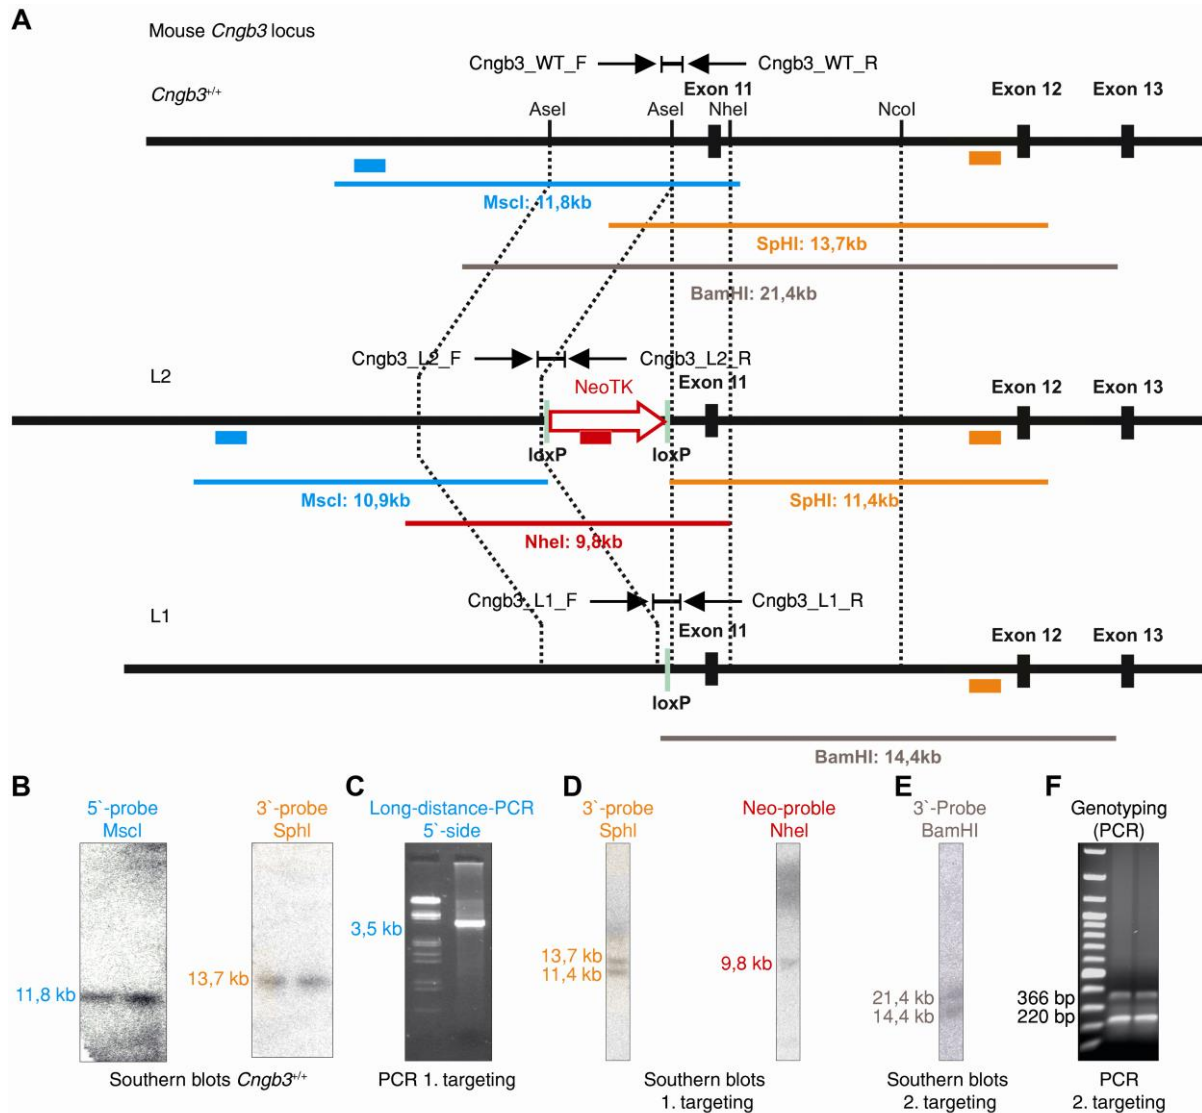 A
Mouse Cngb3 locus
Cngb3_WT_F
Cngb3_WT_R
Cngb3+/+
Exon 11
Exon 12
Exon 13
AseI
AseI
NheI
NcoI
MscI: 11,8kb
SpHI: 13,7kb
BamHI: 21,4kb
Cngb3_L2_F
Cngb3_L2_R
L2
NeoTK
Exon 11
Exon 12
Exon 13
loxP
loxP
MscI: 10,9kb
SpHI: 11,4kb
NheI: 9,8kb
Cngb3_L1_F
Cngb3_L1_R
L1
Exon 11
Exon 12
Exon 13
loxP
BamHI: 14,4kb
B
5`-probe
MscI
3`-probe
SphI
11,8 kb
13,7 kb
Southern blots Cngb3+/+
C
Long-distance-PCR
5`-side
3,5 kb
PCR 1. targeting
D
3`-probe
SphI
Neo-proble
NheI
13,7 kb
11,4 kb
9,8 kb
Southern blots
1. targeting
E
3`-Probe
BamHI
21,4 kb
14,4 kb
Southern blots
2. targeting
F
Genotyping
(PCR)
366 bp
220 bp
PCR
2. targeting